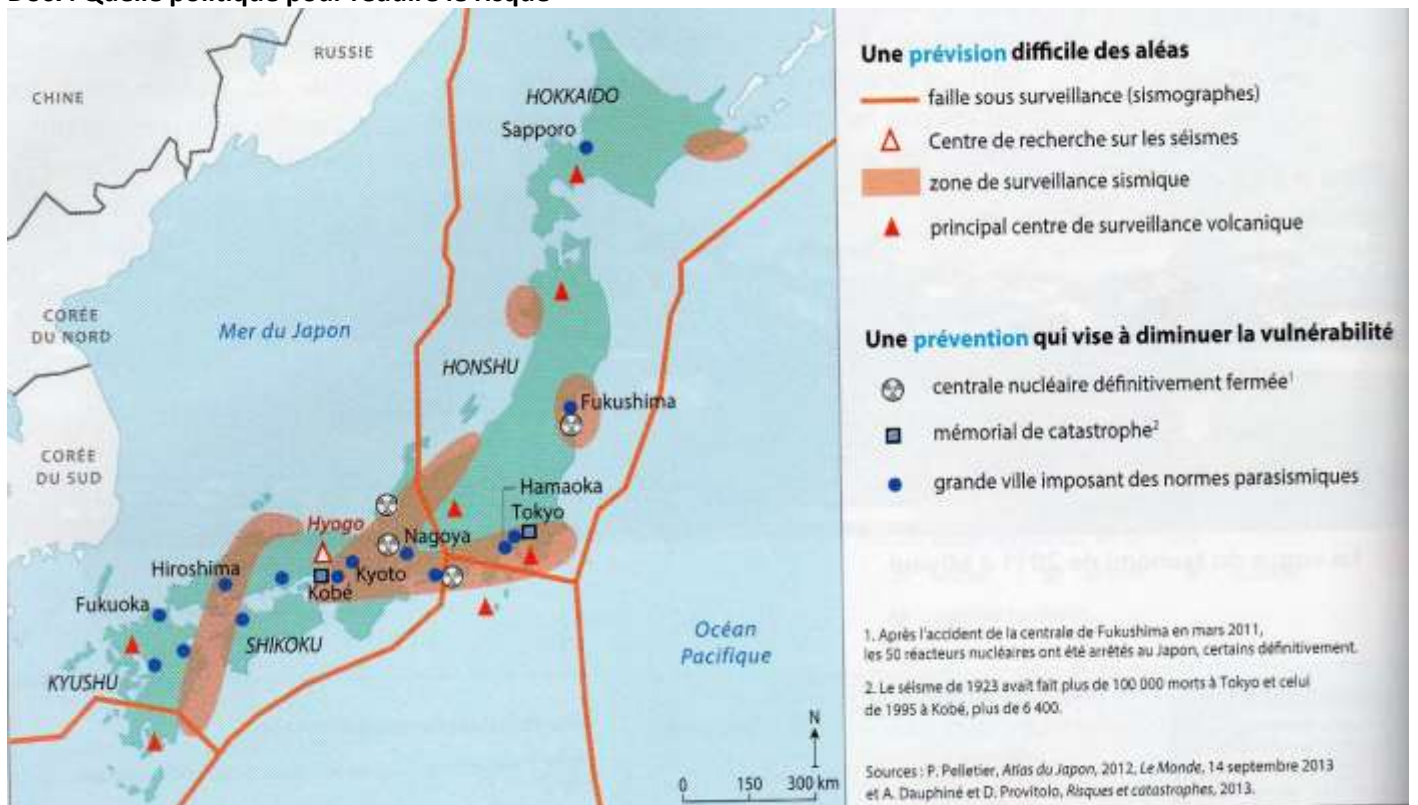 Quelle politique pour réduire le risque
RUSSIE
CHINE
HOKKAIDO
Sapporo
CORÉE
DU NORD
Mer du Japon
HONSHU
Fukushima
CORÉE
DU SUD
Hamaoka
Tokyo
Hyogo
Nagoya
Hiroshima
Kyoto
Kobé
Fukuoka
SHIKOKU
KYUSHU
Océan
Pacifique
N
0 150 300 km
Une prévision difficile des aléas
faille sous surveillance (sismographes)
Centre de recherche sur les séismes
zone de surveillance sismique
principal centre de surveillance volcanique
Une prévention qui vise à diminuer la vulnérabilité
centrale nucléaire définitivement fermée¹
mémorial de catastrophe²
grande ville imposant des normes parasismiques
1. Après l'accident de la centrale de Fukushima en mars 2011,
les 50 réacteurs nucléaires ont été arrêtés au Japon, certains définitivement.
2. Le séisme de 1923 avait fait plus de 100 000 morts à Tokyo et celui
de 1995 à Kobé, plus de 6 400.
Sources : P. Pelletier, Atlas du Japon, 2012, Le Monde, 14 septembre 2013
et A. Dauphiné et D. Provitolo, Risques et catastrophes, 2013.